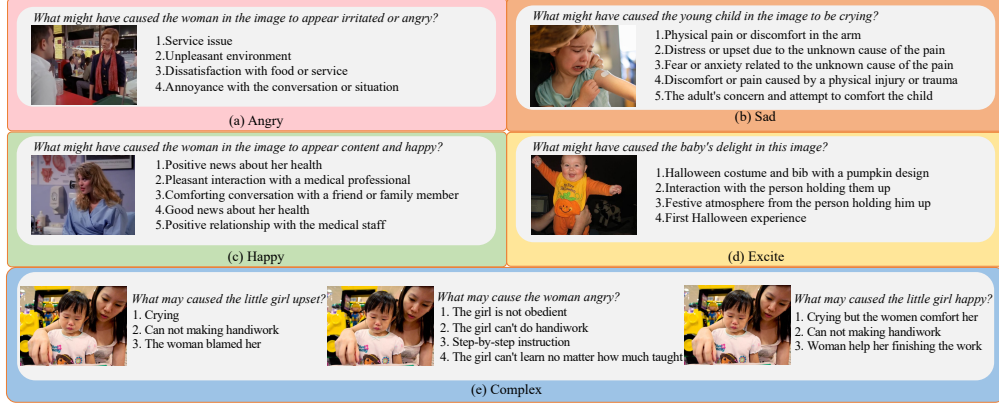 What might have caused the woman in the image to appear irritated or angry?
1.Service issue
2.Unpleasant environment
3.Dissatisfaction with food or service
4.Annoyance with the conversation or situation
(a) Angry
What might have caused the young child in the image to be crying?
1.Physical pain or discomfort in the arm
2.Distress or upset due to the unknown cause of the pain
3.Fear or anxiety related to the unknown cause of the pain
4.Discomfort or pain caused by a physical injury or trauma
5.The adult's concern and attempt to comfort the child
(b) Sad
What might have caused the woman in the image to appear content and happy?
1.Positive news about her health
2.Pleasant interaction with a medical professional
3.Comforting conversation with a friend or family member
4.Good news about her health
5.Positive relationship with the medical staff
(c) Happy
What might have caused the baby's delight in this image?
1.Halloween costume and bib with a pumpkin design
2.Interaction with the person holding them up
3.Festive atmosphere from the person holding him up
4.First Halloween experience
(d) Excite
What may caused the little girl upset?
1. Crying
2. Can not making handiwork
3. The woman blamed her
What may cause the woman angry?
1. The girl is not obedient
2. The girl can't do handiwork
3. Step-by-step instruction
4. The girl can't learn no matter how much taught
What may caused the little girl happy?
1. Crying but the women comfort her
2. Can not making handiwork
3. Woman help her finishing the work
(e) Complex